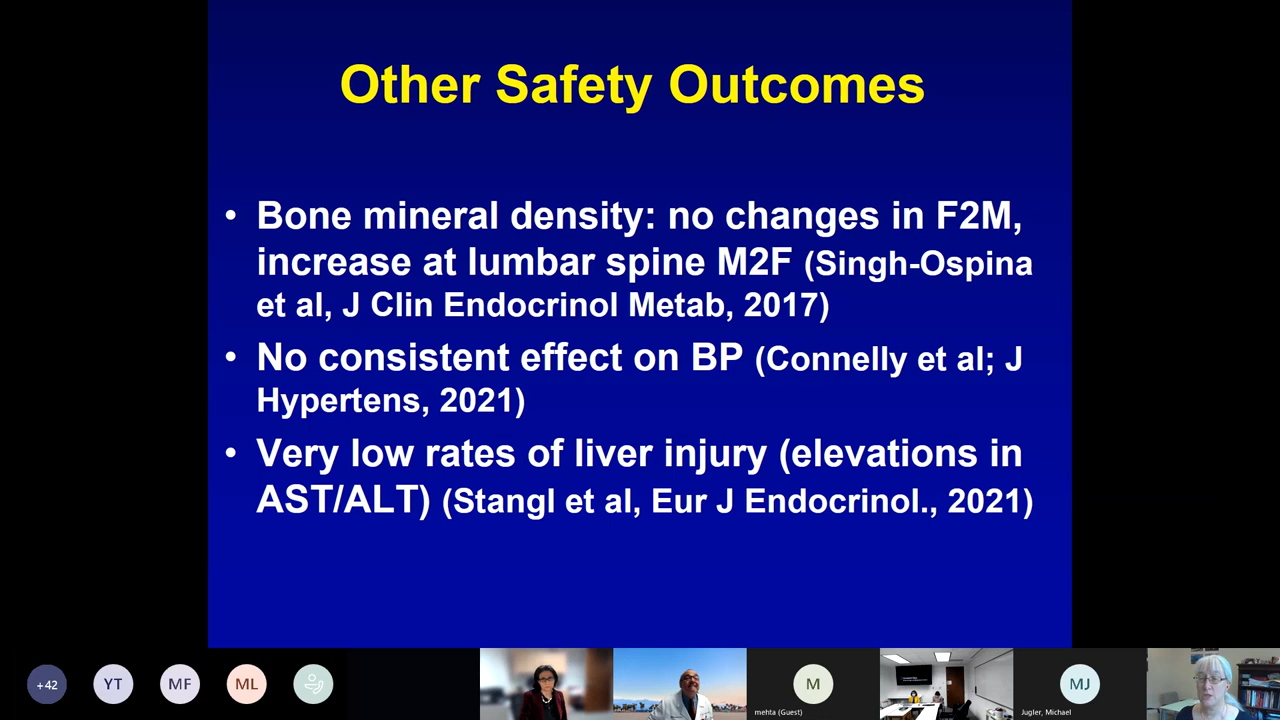 Other Safety Outcomes
• Bone mineral density: no changes in F2M,
increase at lumbar spine M2F (Singh-Ospina
et al, J Clin Endocrinol Metab, 2017)
• No consistent effect on BP (Connelly et al; J
Hypertens, 2021)
• Very low rates of liver injury (elevations in
AST/ALT) (Stangl et al, Eur J Endocrinol., 2021)
+42
YT
MF
ML
M
mehta (Guest)
MJ
Jugler, Michael